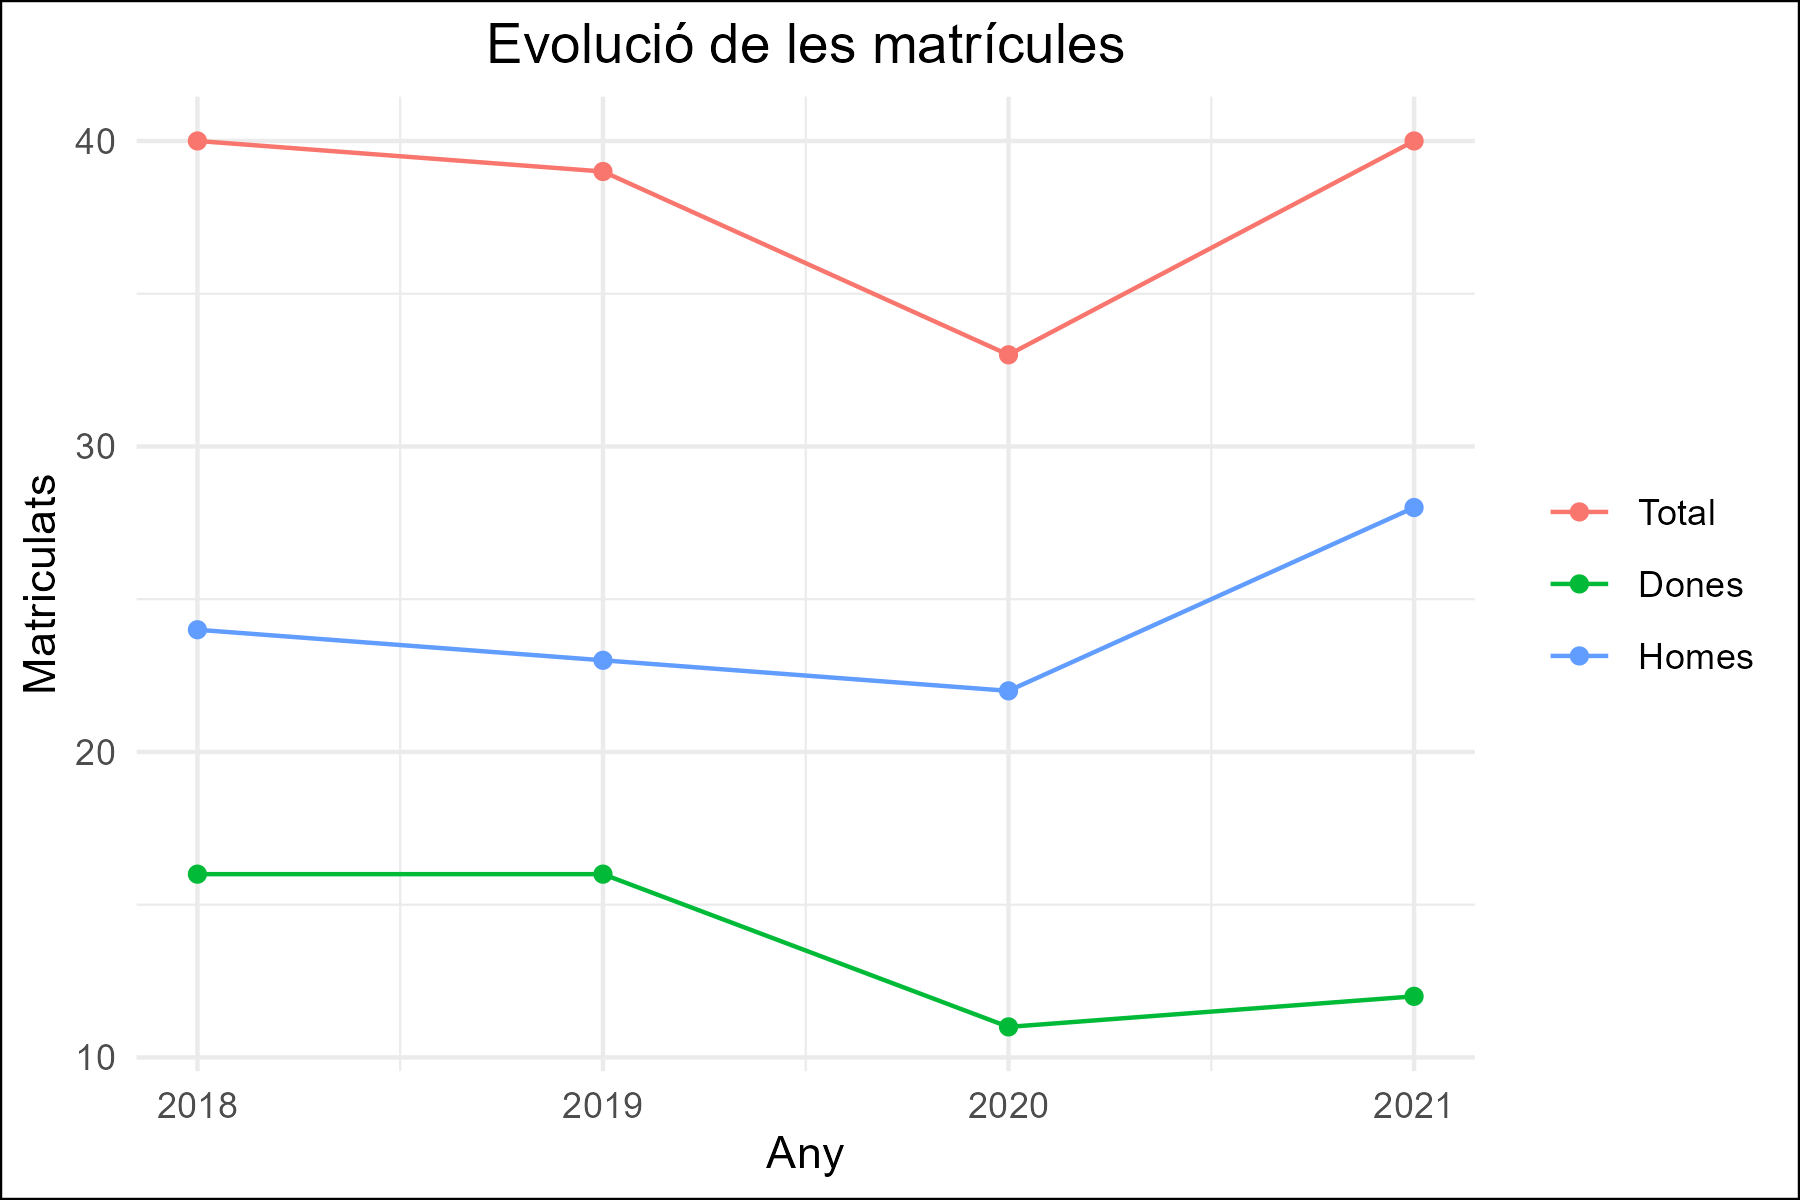 Evolució de les matrícules
Matriculats
40
30
20
10
2018 2019 2020 2021
Any
Total
Dones
Homes